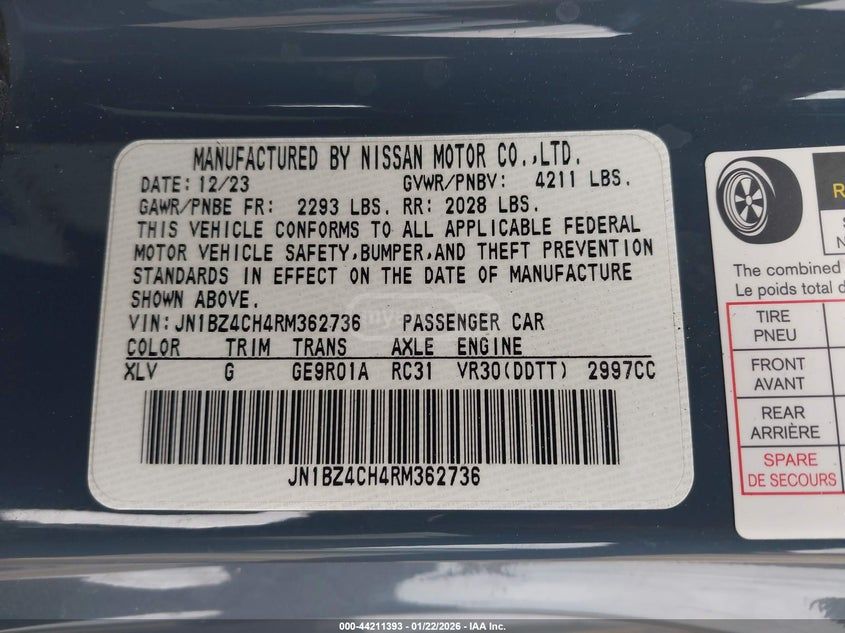 MANUFACTURED BY NISSAN MOTOR CO.,LTD.
DATE: 12/23 GVWR/PNBV: 4211 LBS.
GAWR/PNBE FR: 2293 LBS. RR: 2028 LBS.
THIS VEHICLE CONFORMS TO ALL APPLICABLE FEDERAL
MOTOR VEHICLE SAFETY,BUMPER,AND THEFT PREVENTION
STANDARDS IN EFFECT ON THE DATE OF MANUFACTURE
SHOWN ABOVE.
VIN:JN1BZ4CH4RM362736 PASSENGER CAR
COLOR TRIM TRANS AXLE ENGINE
XLV G GE9R01A RC31 VR30(DDTT) 2997CC
JN1BZ4CH4RM362736
The combined
Le poids total d
TIRE
PNEU
FRONT
AVANT
REAR
ARRIÈRE
SPARE
DE SECOURS
000-44211393 - 01/22/2026 - IAA Inc.